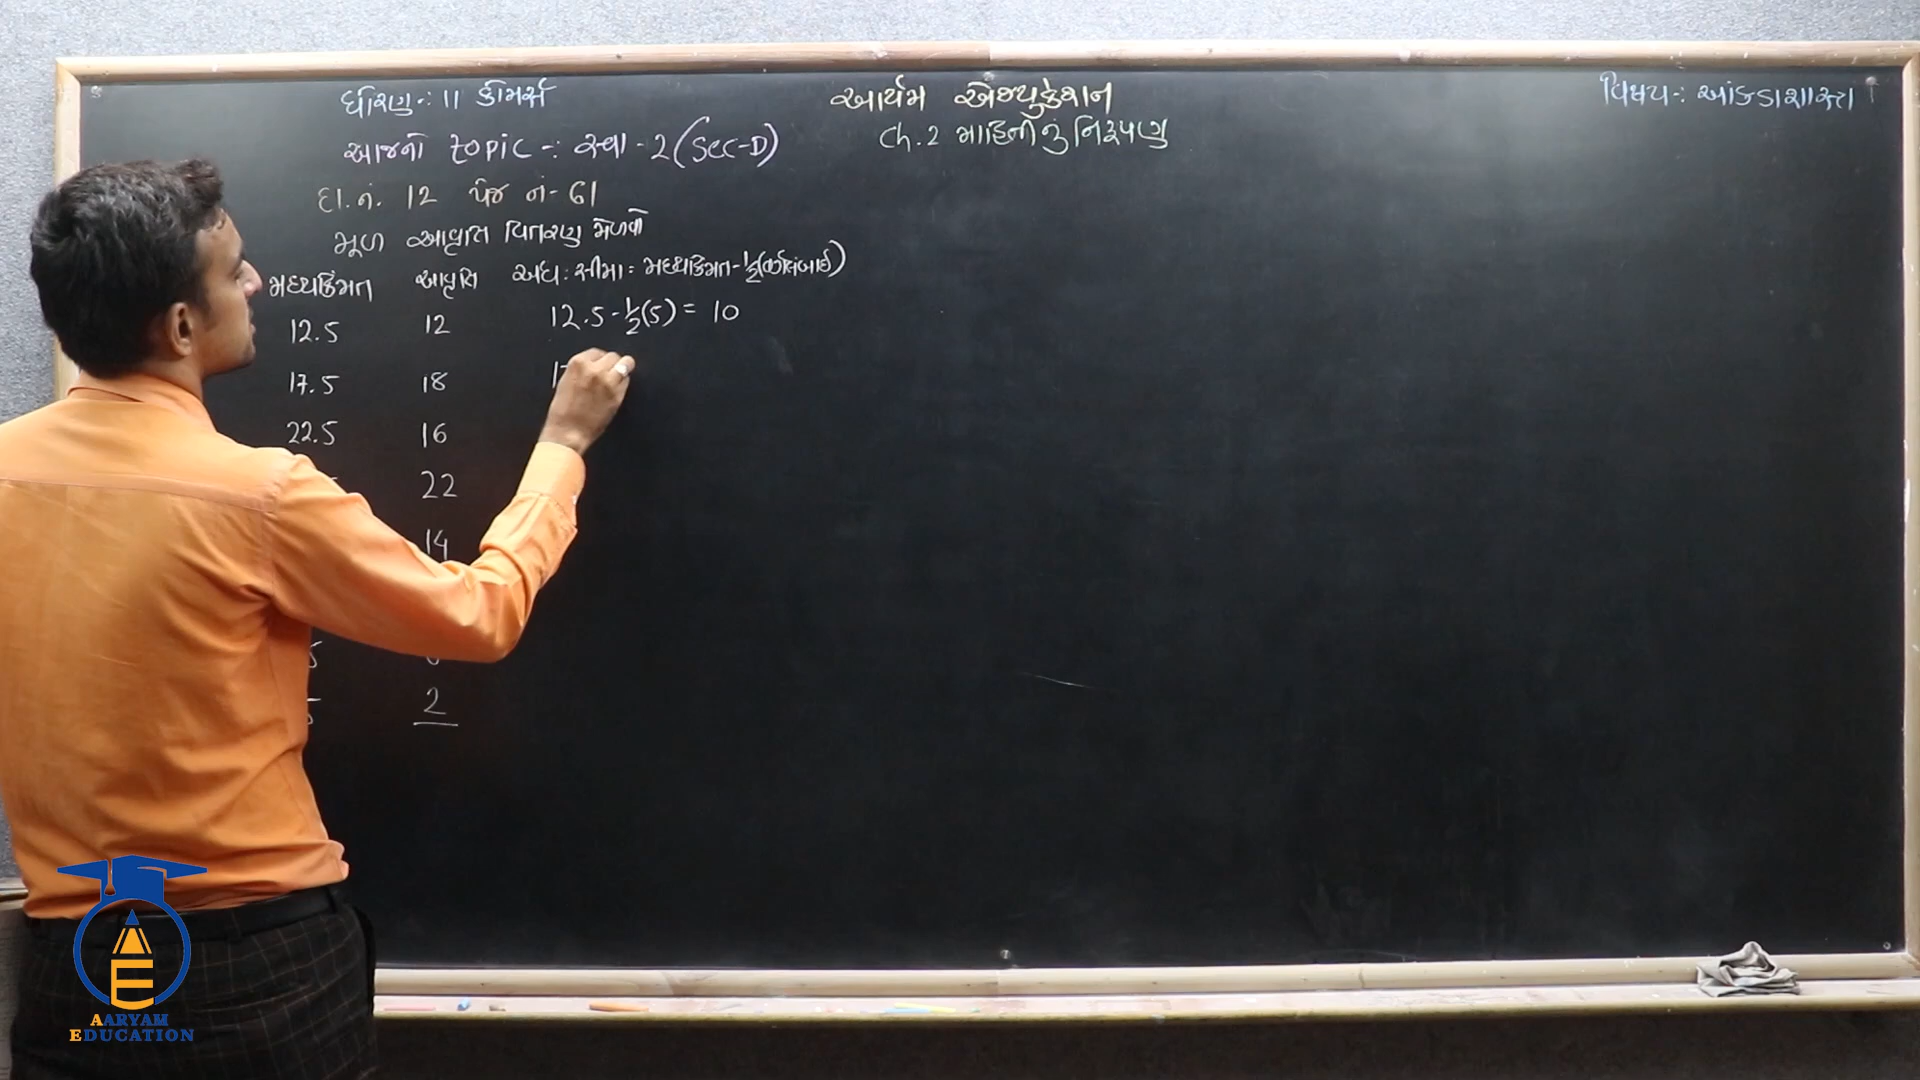 ધોરણ :- 11 કોમર્સ
આર્યમ એજ્યુકેશન
વિષય :- આંકડાશાસ્ત્ર
આજનો topic -: સ્વા - 2 (Sec-D)
ch. 2 માહિતીનું નિરૂપણ
દા.નં. 12 પેજ નં - 61
મૂળ આવૃત્તિ વિતરણ મેળવો
મધ્યકિંમત આવૃત્તિ અધ: સીમા = મધ્યકિંમત - ½(વર્ગલંબાઈ)
12.5 12 12.5 - ½(5) = 10
17.5 18
22.5 16
22
14
2
AARYAM
EDUCATION